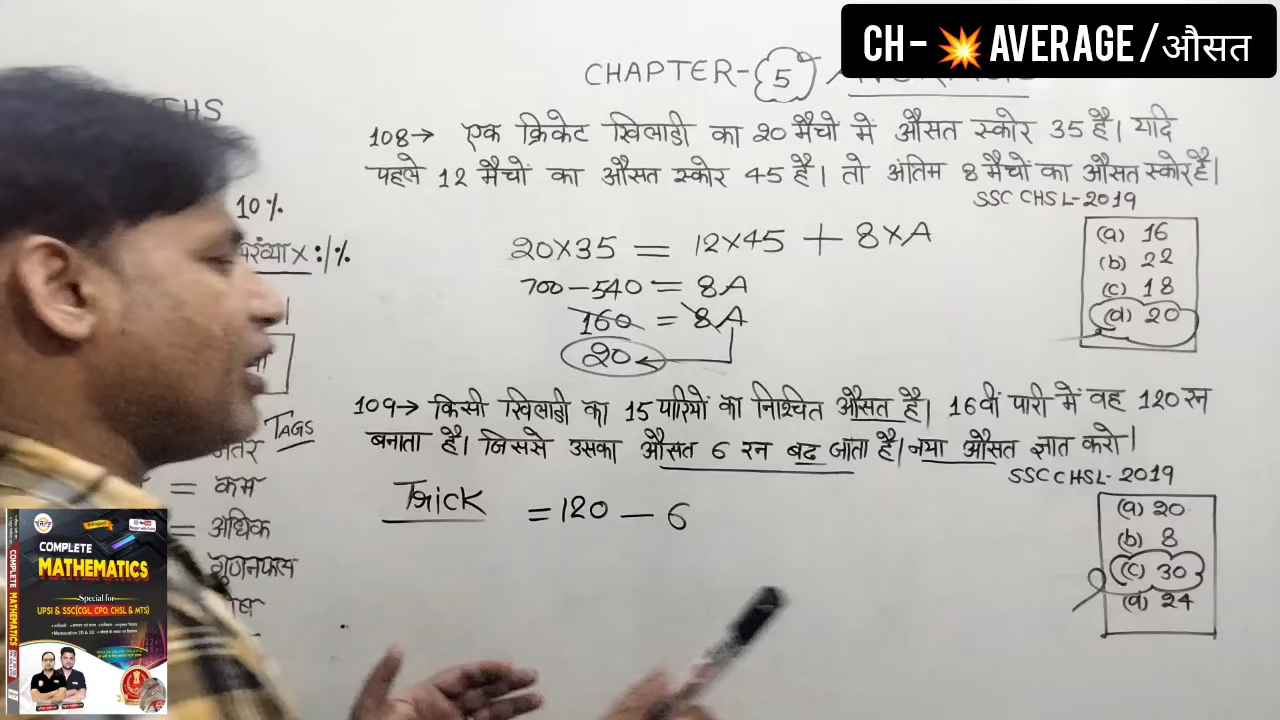 CH - 💥 AVERAGE / औसत
CHAPTER- 5
THS
108→ एक क्रिकेट खिलाडी का 20 मैचो में औसत स्कोर 35 है। यदि
पहले 12 मैचों का औसत स्कोर 45 है। तो अंतिम 8 मैचों का औसत स्कोर है।
SSC CHSL-2019
10%
20×35 = 12×45 + 8×A
700-540 = 8A
160 = 8A
20
(a) 16
(b) 22
(c) 18
(d) 20
109→ किसी खिलाडी का 15 पारियों का निश्चित औसत है। 16वी पारी में वह 120 रन
बनाता है। जिससे उसका औसत 6 रन बढ जाता है। नया औसत ज्ञात करो।
SSC CHSL-2019
Trick = 120 - 6
(a) 20
(b) 8
(c) 30
(d) 24
TAGS
= कम
= अधिक
गुणनफल
COMPLETE
MATHEMATICS
Special for
UPSI & SSC(CGL, CPO, CHSL & MTS)
COMPLETE MATHEMATICS